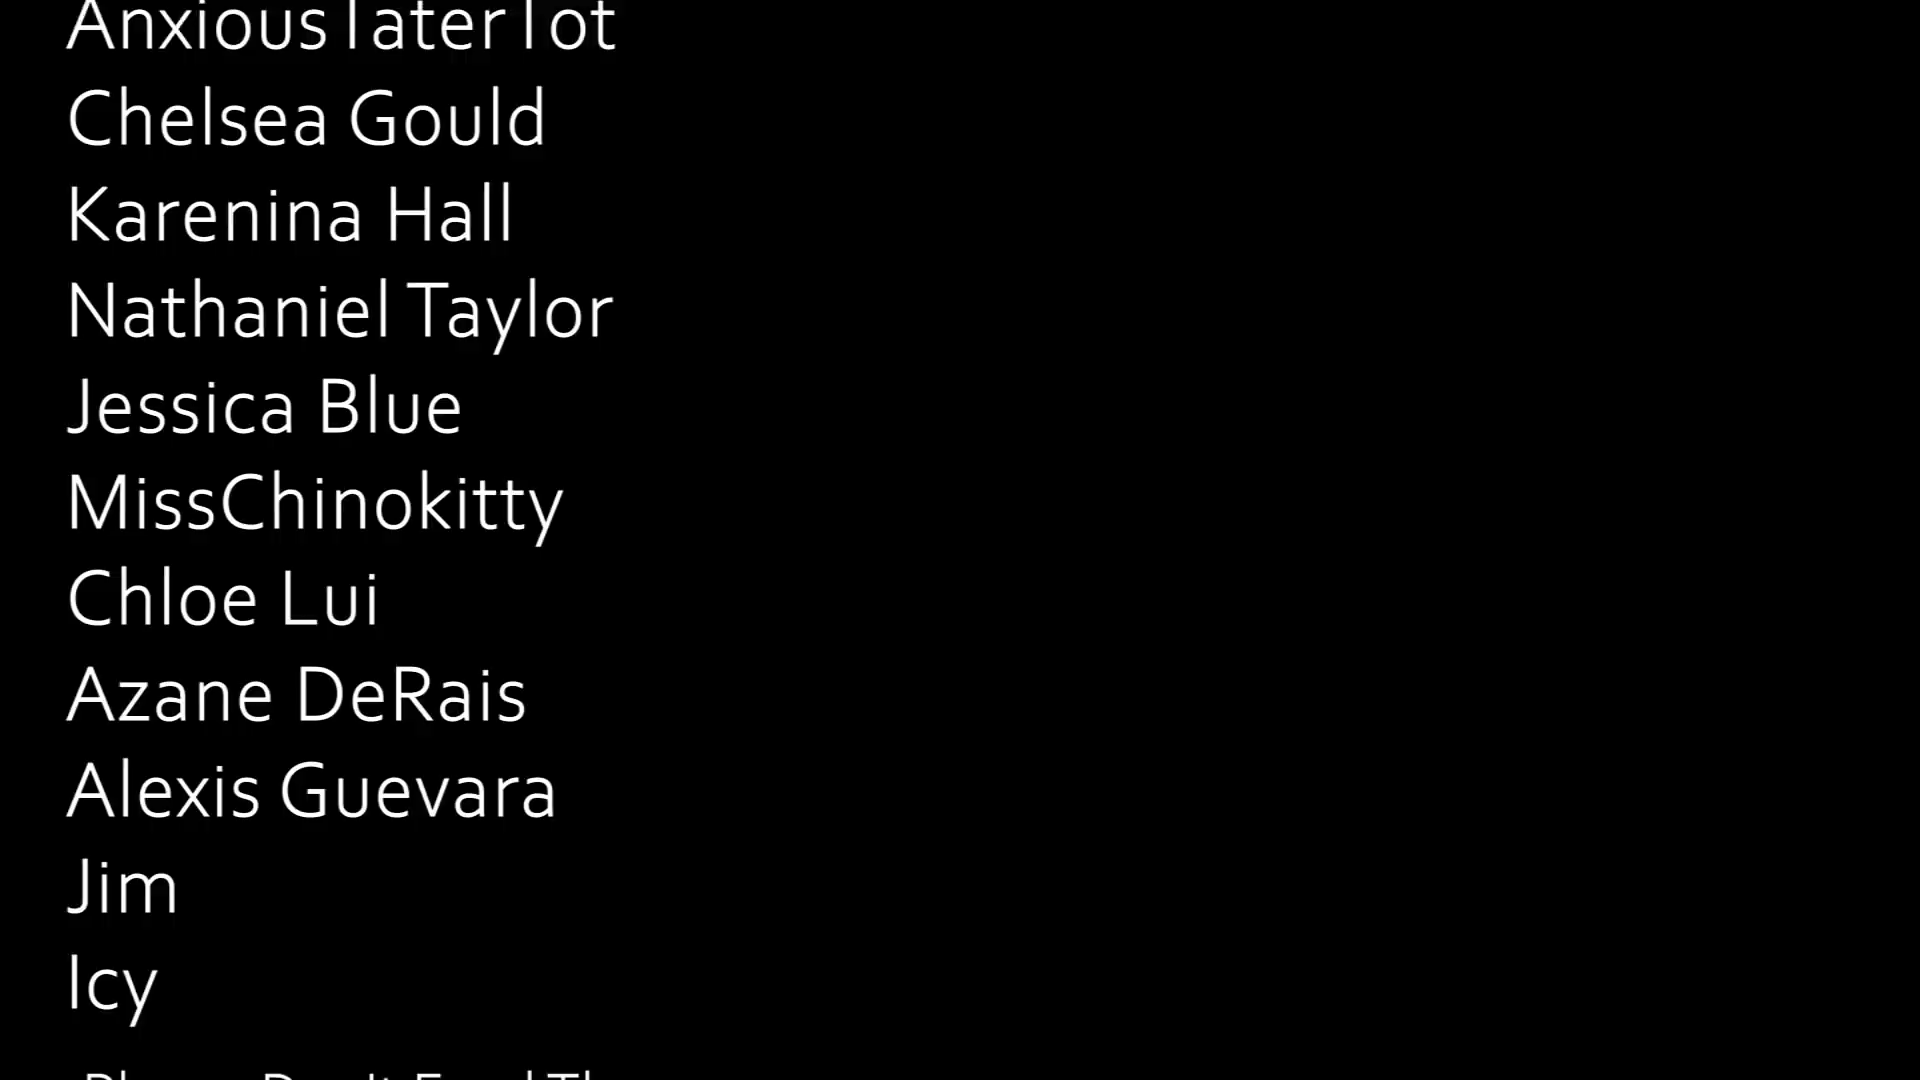 AnxiousTaterTot
Chelsea Gould
Karenina Hall
Nathaniel Taylor
Jessica Blue
MissChinokitty
Chloe Lui
Azane DeRais
Alexis Guevara
Jim
Icy